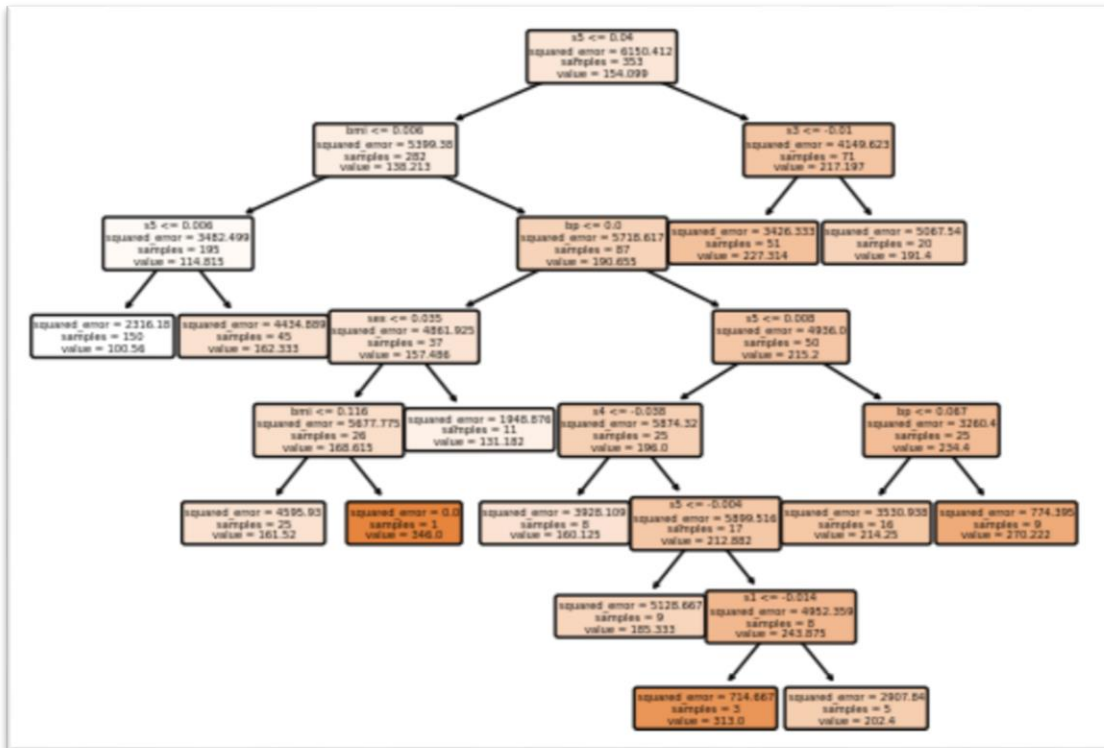 s5 <= 0.04
squared_error = 6150.412
samples = 353
value = 154.099
bmi <= 0.006
squared_error = 5399.38
samples = 282
value = 138.213
s3 <= -0.01
squared_error = 4149.623
samples = 71
value = 217.197
s5 <= 0.006
squared_error = 3482.499
samples = 195
value = 114.815
bp <= 0.0
squared_error = 5718.617
samples = 87
value = 190.655
squared_error = 3426.333
samples = 51
value = 227.314
squared_error = 5067.54
samples = 20
value = 191.4
squared_error = 2316.18
samples = 150
value = 100.56
squared_error = 4434.889
samples = 45
value = 162.333
sex <= 0.035
squared_error = 4861.925
samples = 37
value = 157.486
s5 <= 0.008
squared_error = 4936.0
samples = 50
value = 215.2
bmi <= 0.116
squared_error = 5677.775
samples = 26
value = 168.615
squared_error = 1948.876
samples = 11
value = 131.182
s4 <= -0.038
squared_error = 5874.32
samples = 25
value = 196.0
bp <= 0.067
squared_error = 3260.4
samples = 25
value = 234.4
squared_error = 4595.93
samples = 25
value = 161.52
squared_error = 0.0
samples = 1
value = 346.0
squared_error = 3928.109
samples = 8
value = 160.125
s5 <= -0.004
squared_error = 5899.516
samples = 17
value = 212.882
squared_error = 3530.938
samples = 16
value = 214.25
squared_error = 774.395
samples = 9
value = 270.222
squared_error = 5128.667
samples = 9
value = 185.333
s1 <= -0.014
squared_error = 4952.359
samples = 8
value = 243.875
squared_error = 714.667
samples = 3
value = 313.0
squared_error = 2907.84
samples = 5
value = 202.4